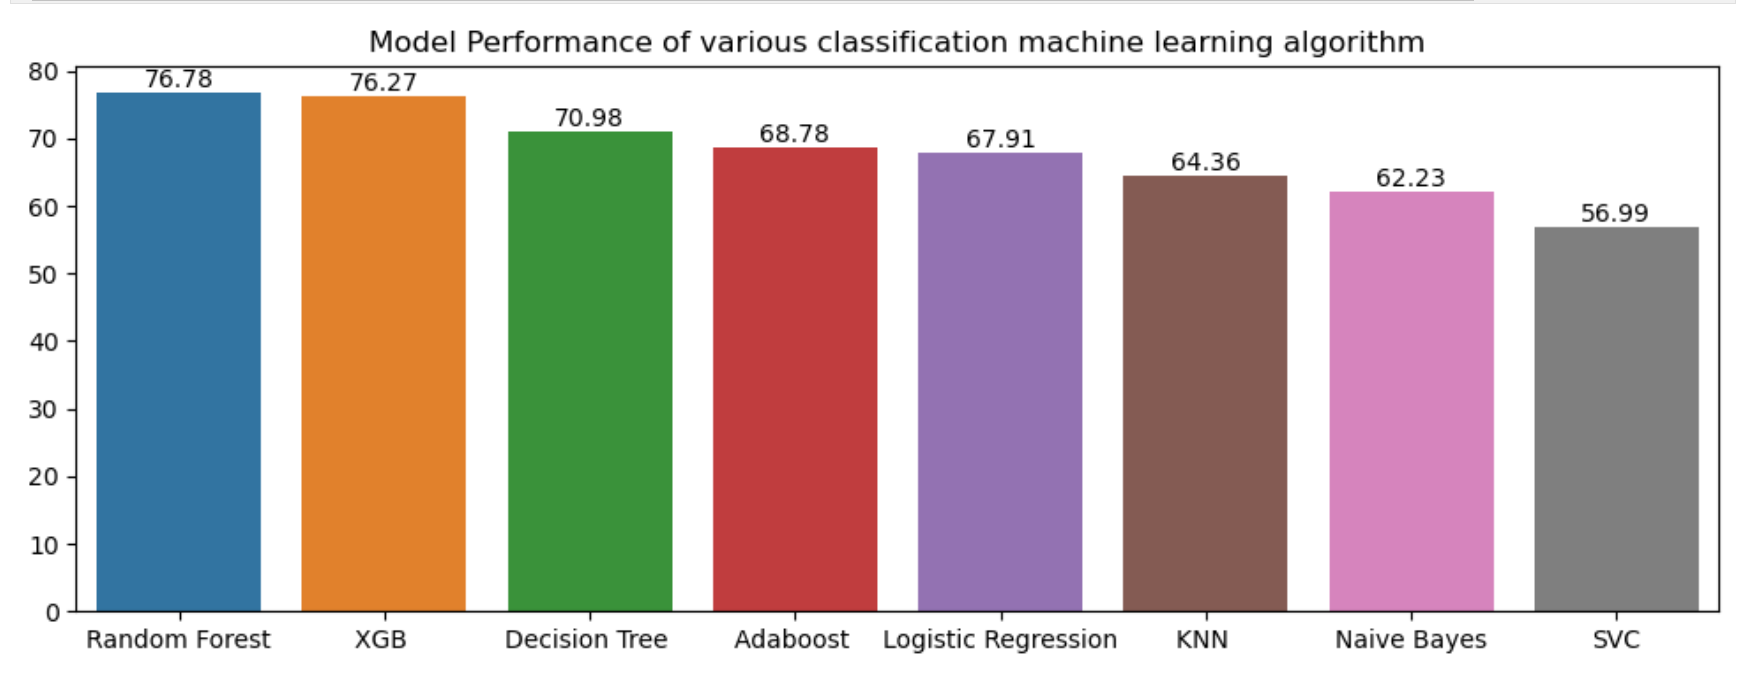 Model Performance of various classification machine learning algorithm
80
70
60
50
40
30
20
10
0
76.78
76.27
70.98
68.78
67.91
64.36
62.23
56.99
Random Forest
XGB
Decision Tree
Adaboost
Logistic Regression
KNN
Naive Bayes
SVC